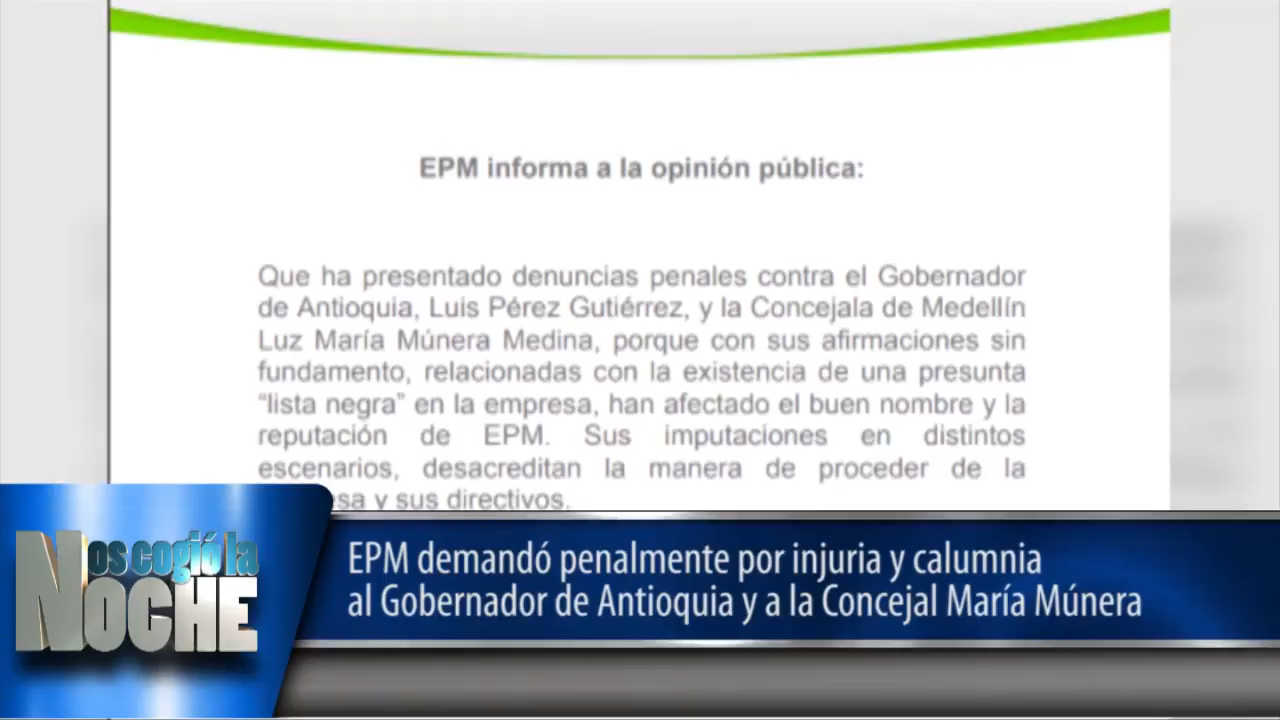 EPM informa a la opinión pública:
Que ha presentado denuncias penales contra el Gobernador
de Antioquia, Luis Pérez Gutiérrez, y la Concejala de Medellín
Luz María Múnera Medina, porque con sus afirmaciones sin
fundamento, relacionadas con la existencia de una presunta
“lista negra” en la empresa, han afectado el buen nombre y la
reputación de EPM. Sus imputaciones en distintos
escenarios, desacreditan la manera de proceder de la
esa y sus directivos.
Nos cogió la
NOCHE
EPM demandó penalmente por injuria y calumnia
al Gobernador de Antioquia y a la Concejal María Múnera